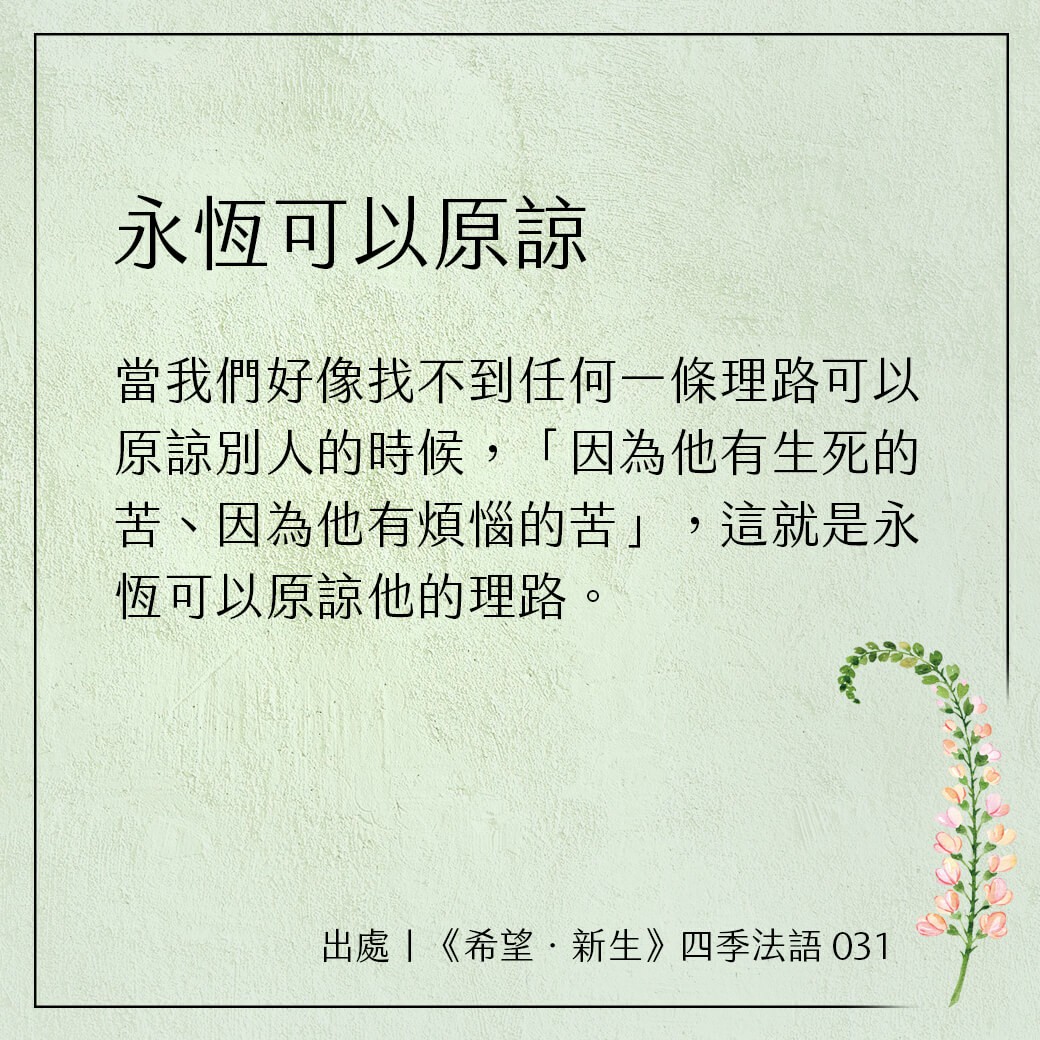 永恆可以原諒
當我們好像找不到任何一條理路可以
原諒別人的時候，「因為他有生死的
苦、因為他有煩惱的苦」，這就是永
恆可以原諒他的理路。
出處｜《希望．新生》四季法語 031